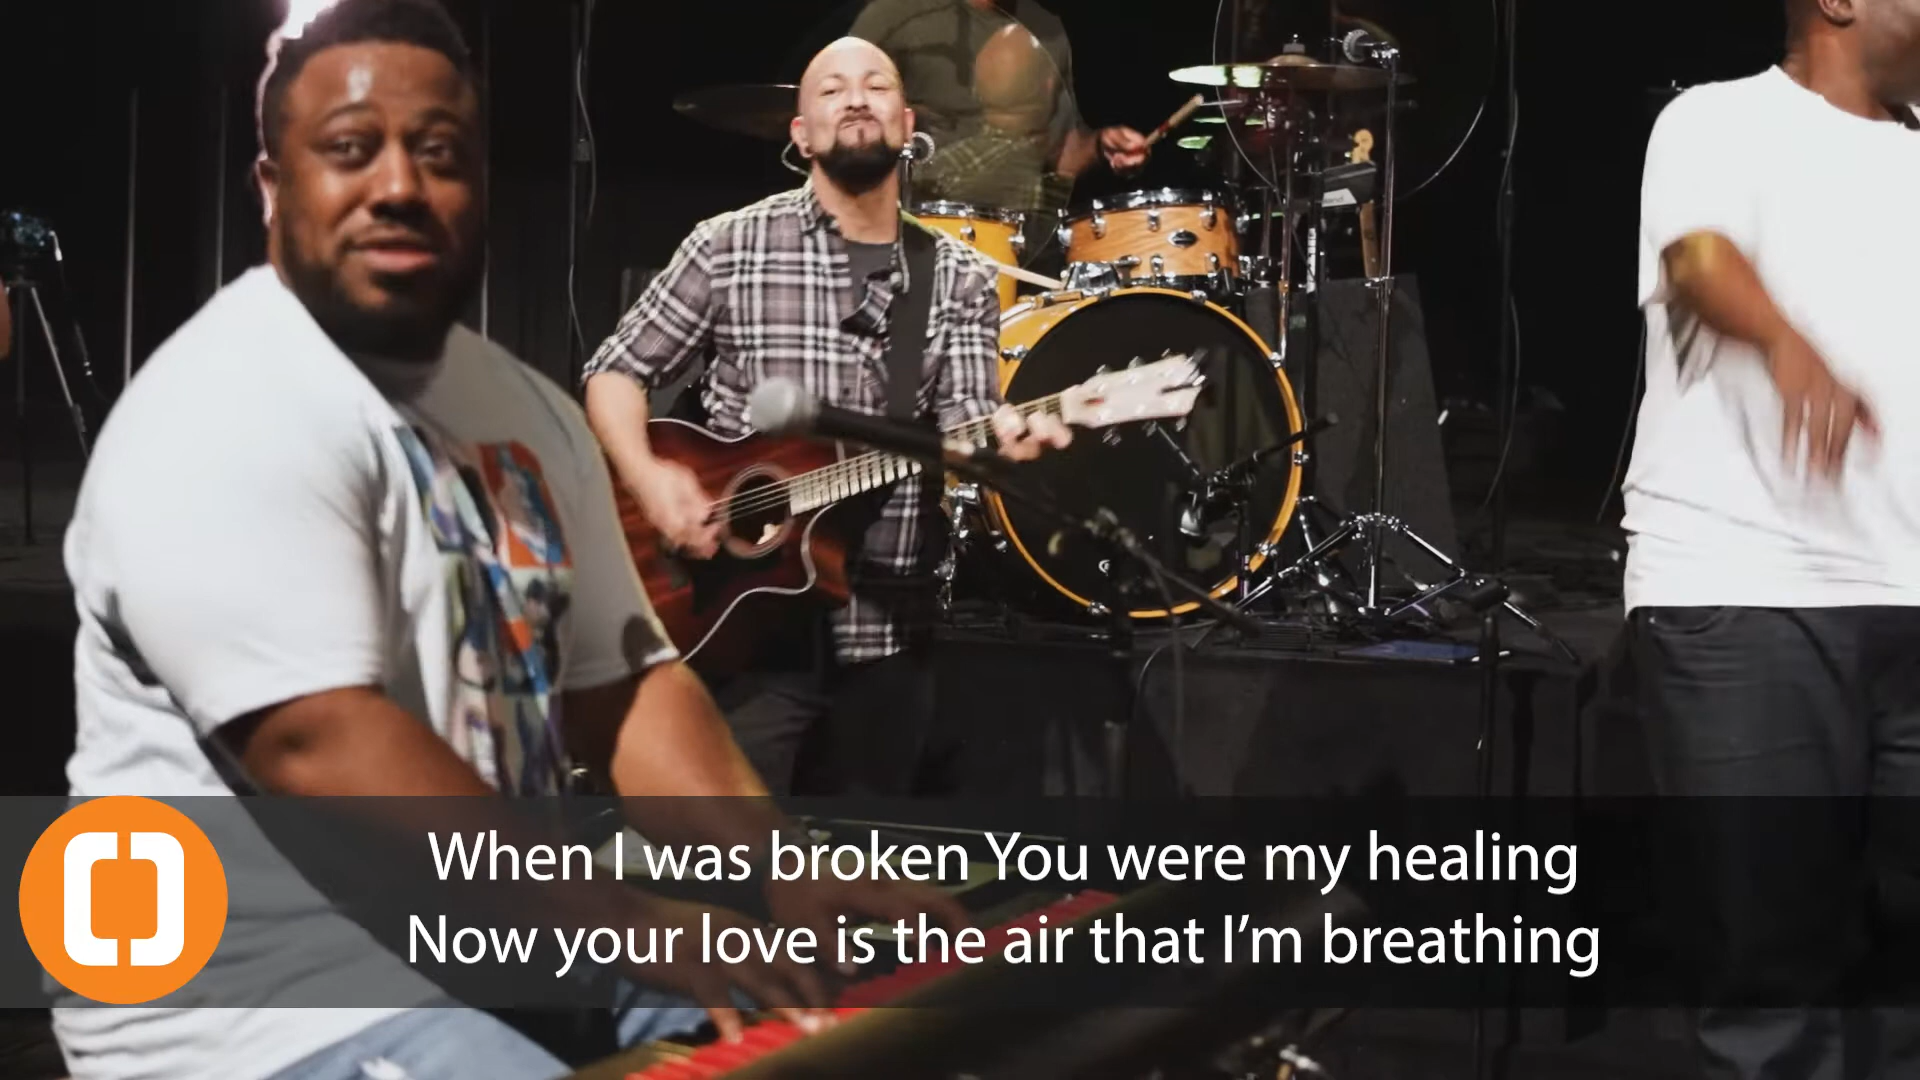 When I was broken You were my healing
Now your love is the air that I'm breathing